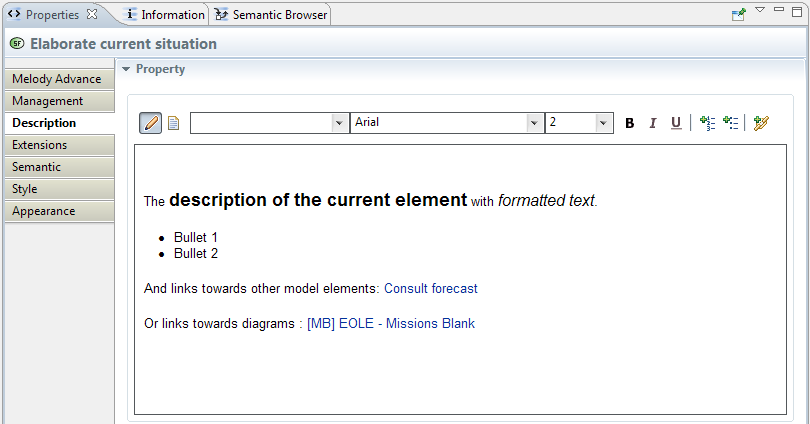 Properties Information Semantic Browser
SF Elaborate current situation
Melody Advance
Management
Description
Extensions
Semantic
Style
Appearance
Property
Arial 2 B I U
The description of the current element with formatted text.
• Bullet 1
• Bullet 2
And links towards other model elements: Consult forecast
Or links towards diagrams : [MB] EOLE - Missions Blank